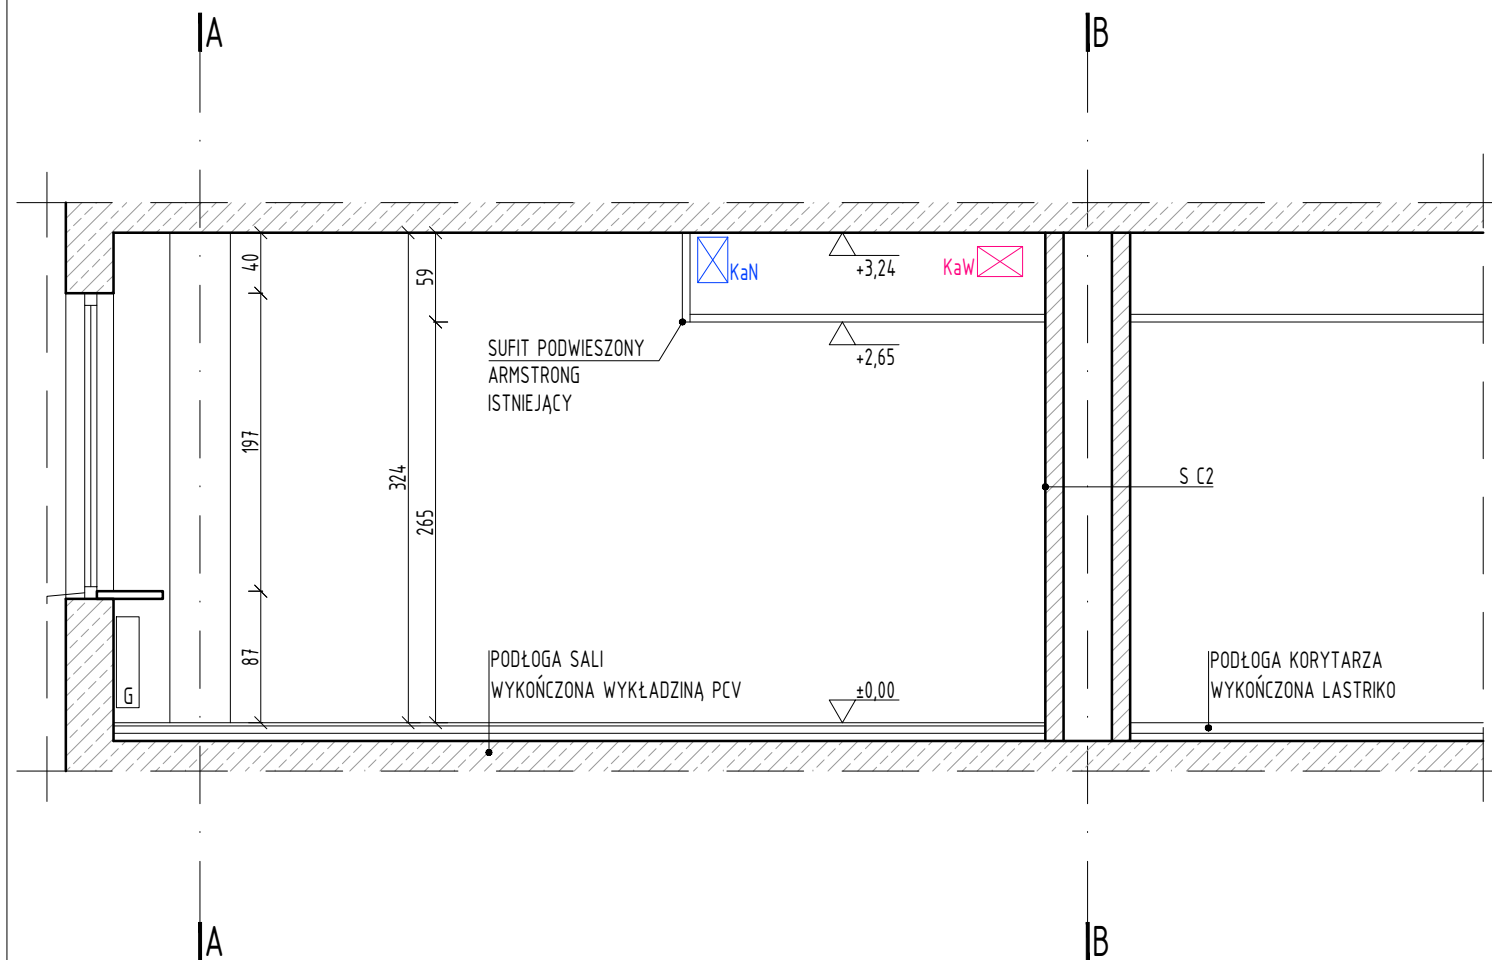 A
B
40
59
KaN
+3,24
KaW
SUFIT PODWIESZONY
ARMSTRONG
ISTNIEJĄCY
+2,65
197
324
265
S C2
87
G
PODŁOGA SALI
WYKOŃCZONA WYKŁADZINĄ PCV
±0,00
PODŁOGA KORYTARZA
WYKOŃCZONA LASTRIKO
A
B